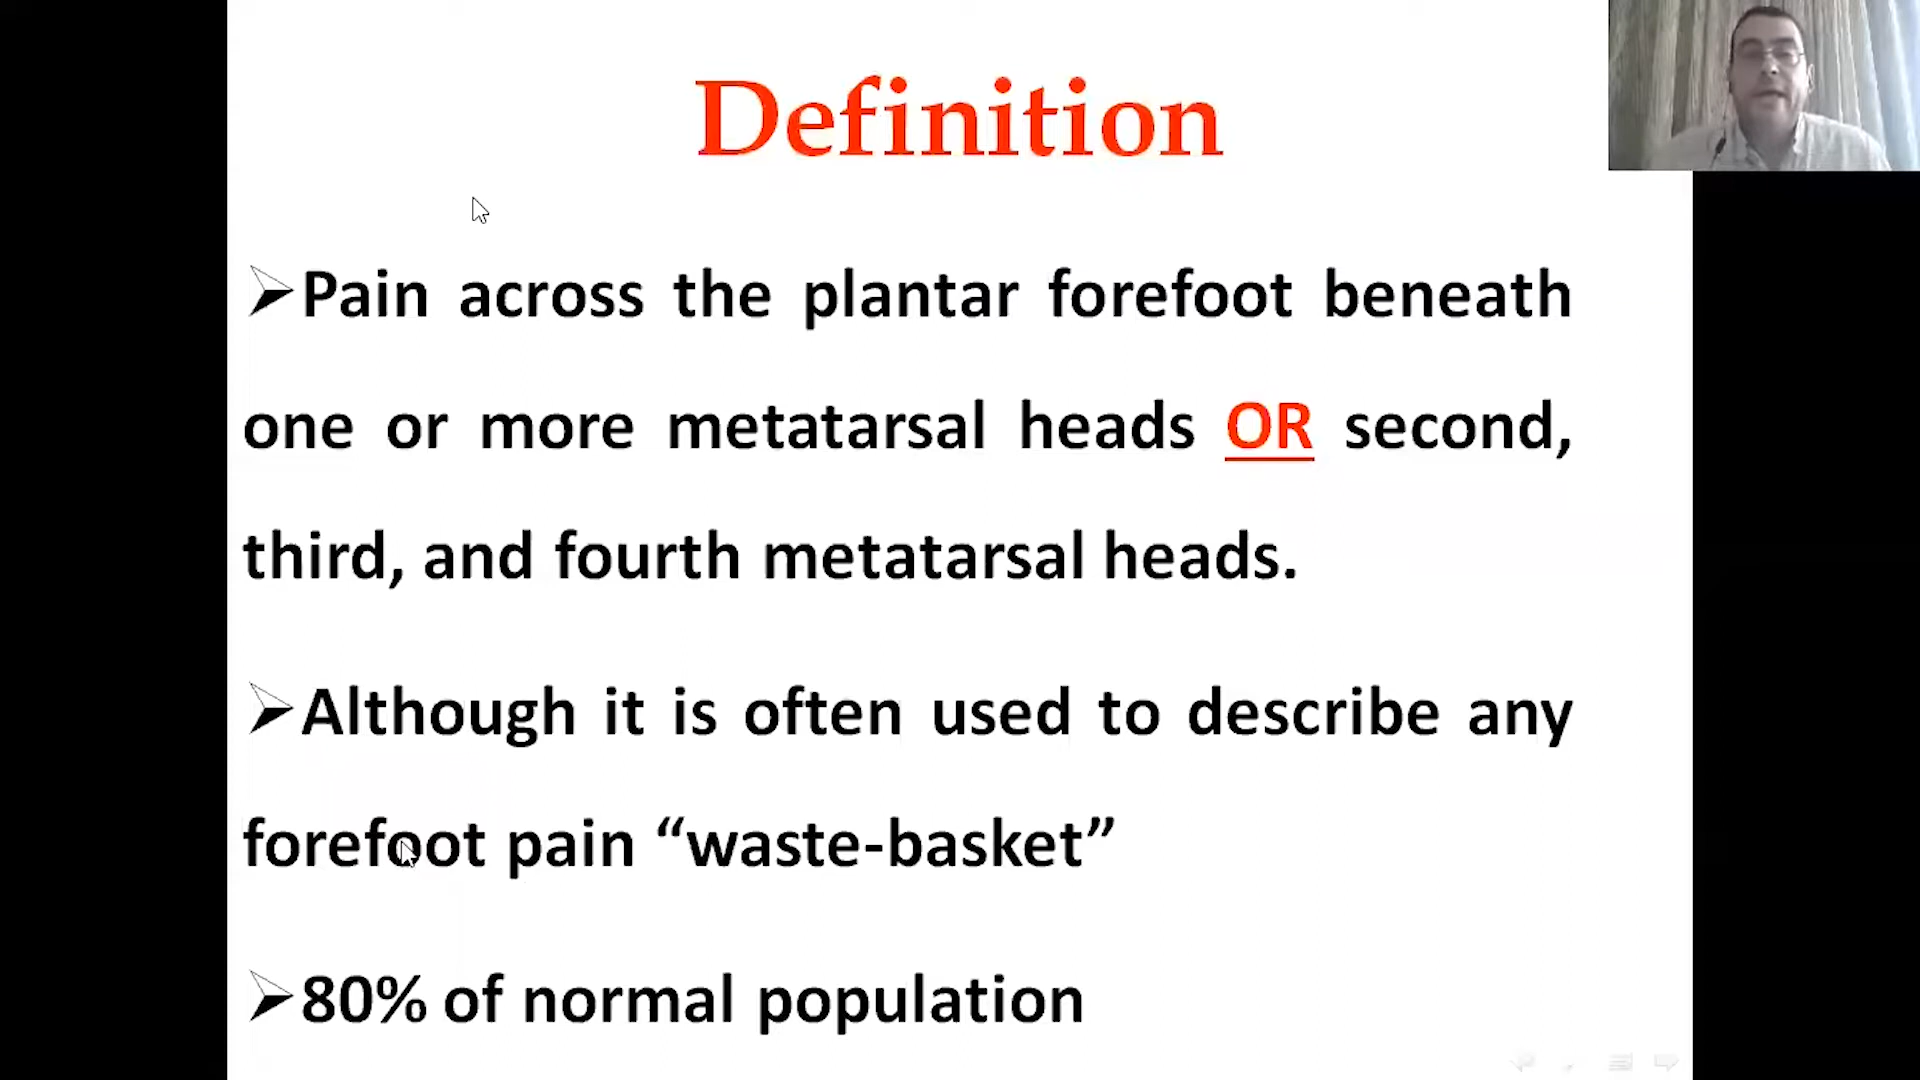 Definition
➢Pain across the plantar forefoot beneath
one or more metatarsal heads OR second,
third, and fourth metatarsal heads.
➢Although it is often used to describe any
forefoot pain “waste-basket”
➢80% of normal population